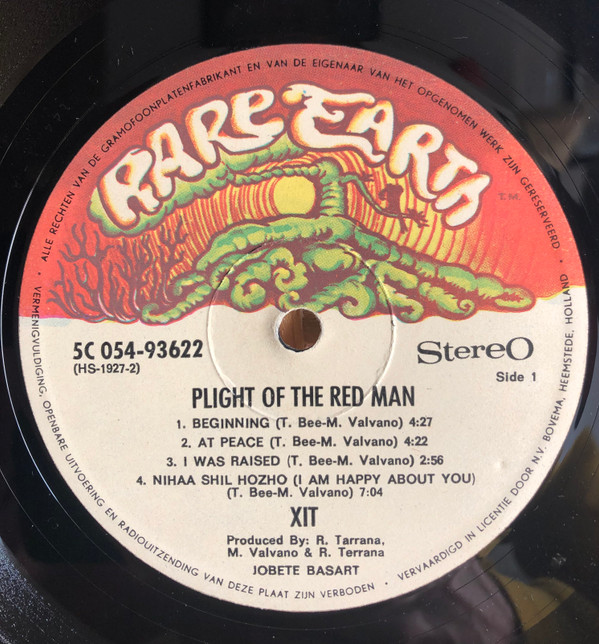 • ALLE RECHTEN VAN DE GRAMOFOONPLATENFABRIKANT EN VAN DE EIGENAAR VAN HET OPGENOMEN WERK ZIJN GERESERVEERD •
RARE EARTH
T.M.
5C 054-93622
(HS-1927-2)
StereO
Side 1
PLIGHT OF THE RED MAN
1. BEGINNING (T. Bee-M. Valvano) 4:27
2. AT PEACE (T. Bee-M. Valvano) 4:22
3. I WAS RAISED (T. Bee-M. Valvano) 2:56
4. NIHAA SHIL HOZHO (I AM HAPPY ABOUT YOU)
(T. Bee-M. Valvano) 7:04
XIT
Produced By: R. Tarrana,
M. Valvano & R. Terrana
JOBETE BASART
• VERMENIGVULDIGING, OPENBARE UITVOERING EN RADIOUITZENDING VAN DEZE PLAAT ZIJN VERBODEN •
VERVAARDIGD IN LICENTIE DOOR N.V. BOVEMA, HEEMSTEDE, HOLLAND